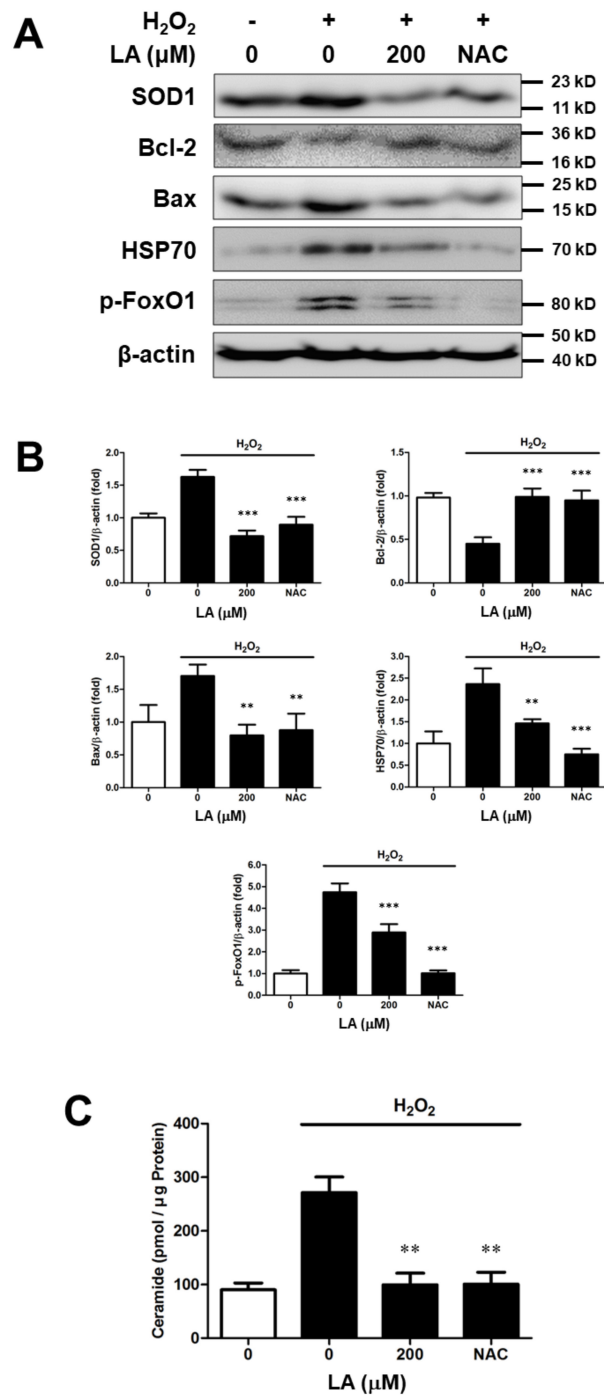 A
H₂O₂ - + + +
LA (μM) 0 0 200 NAC
SOD1 23 kD
11 kD
Bcl-2 36 kD
16 kD
Bax 25 kD
15 kD
HSP70 70 kD
p-FoxO1 80 kD
β-actin 50 kD
40 kD
B
H₂O₂
SOD1/β-actin (fold)
2.0
1.5
1.0
0.5
0.0
*** ***
0 0 200 NAC
LA (μM)
H₂O₂
Bcl-2/β-actin (fold)
1.5
1.0
0.5
0.0
*** ***
0 0 200 NAC
LA (μM)
H₂O₂
Bax/β-actin (fold)
2.0
1.5
1.0
0.5
0.0
** **
0 0 200 NAC
LA (μM)
H₂O₂
HSP70/β-actin (fold)
3.0
2.5
2.0
1.5
1.0
0.5
0.0
** ***
0 0 200 NAC
LA (μM)
H₂O₂
p-FoxO1/β-actin (fold)
6.0
5.0
4.0
3.0
2.0
1.0
0.0
*** ***
0 0 200 NAC
LA (μM)
C
H₂O₂
Ceramide (pmol / μg Protein)
400
300
200
100
0
** **
0 0 200 NAC
LA (μM)